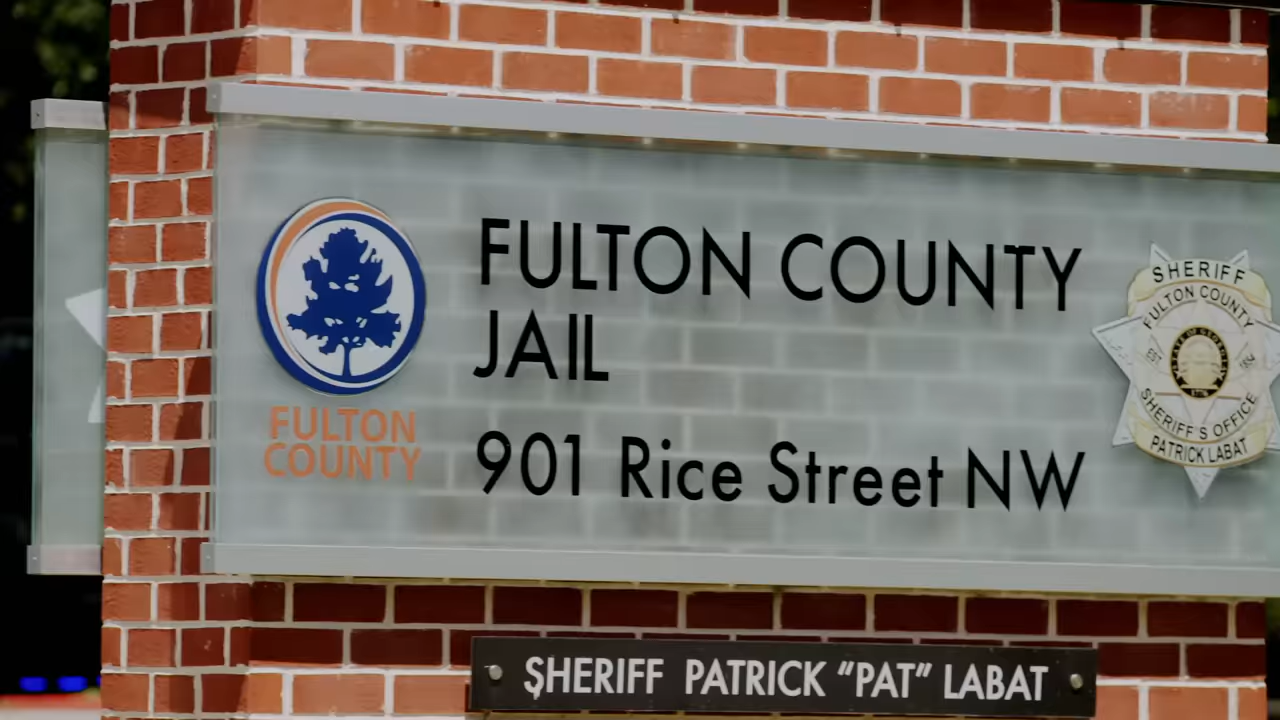 FULTON COUNTY
JAIL
901 Rice Street NW
FULTON
COUNTY
SHERIFF
FULTON COUNTY
SHERIFF'S OFFICE
PATRICK LABAT
SHERIFF PATRICK “PAT” LABAT